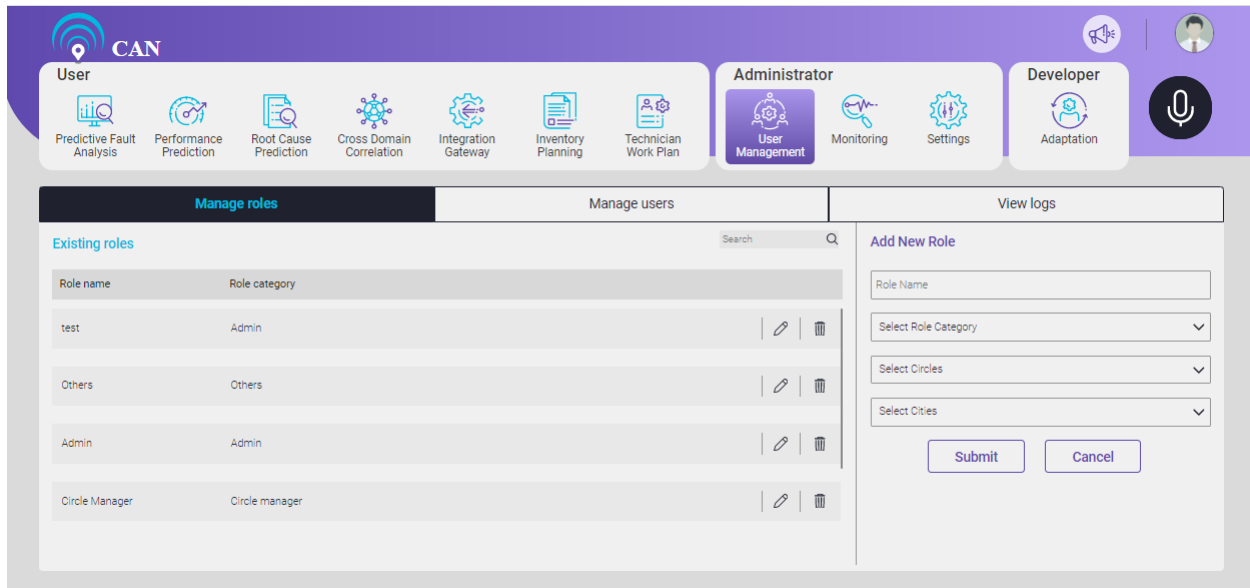 CAN
User
Administrator
Developer
Predictive Fault
Analysis
Performance
Prediction
Root Cause
Prediction
Cross Domain
Correlation
Integration
Gateway
Inventory
Planning
Technician
Work Plan
User
Management
Monitoring
Settings
Adaptation
Manage roles
Manage users
View logs
Existing roles
Search
Add New Role
Role name Role category
Role Name
test Admin
Select Role Category
Select Circles
Others Others
Select Cities
Admin Admin
Submit Cancel
Circle Manager Circle manager